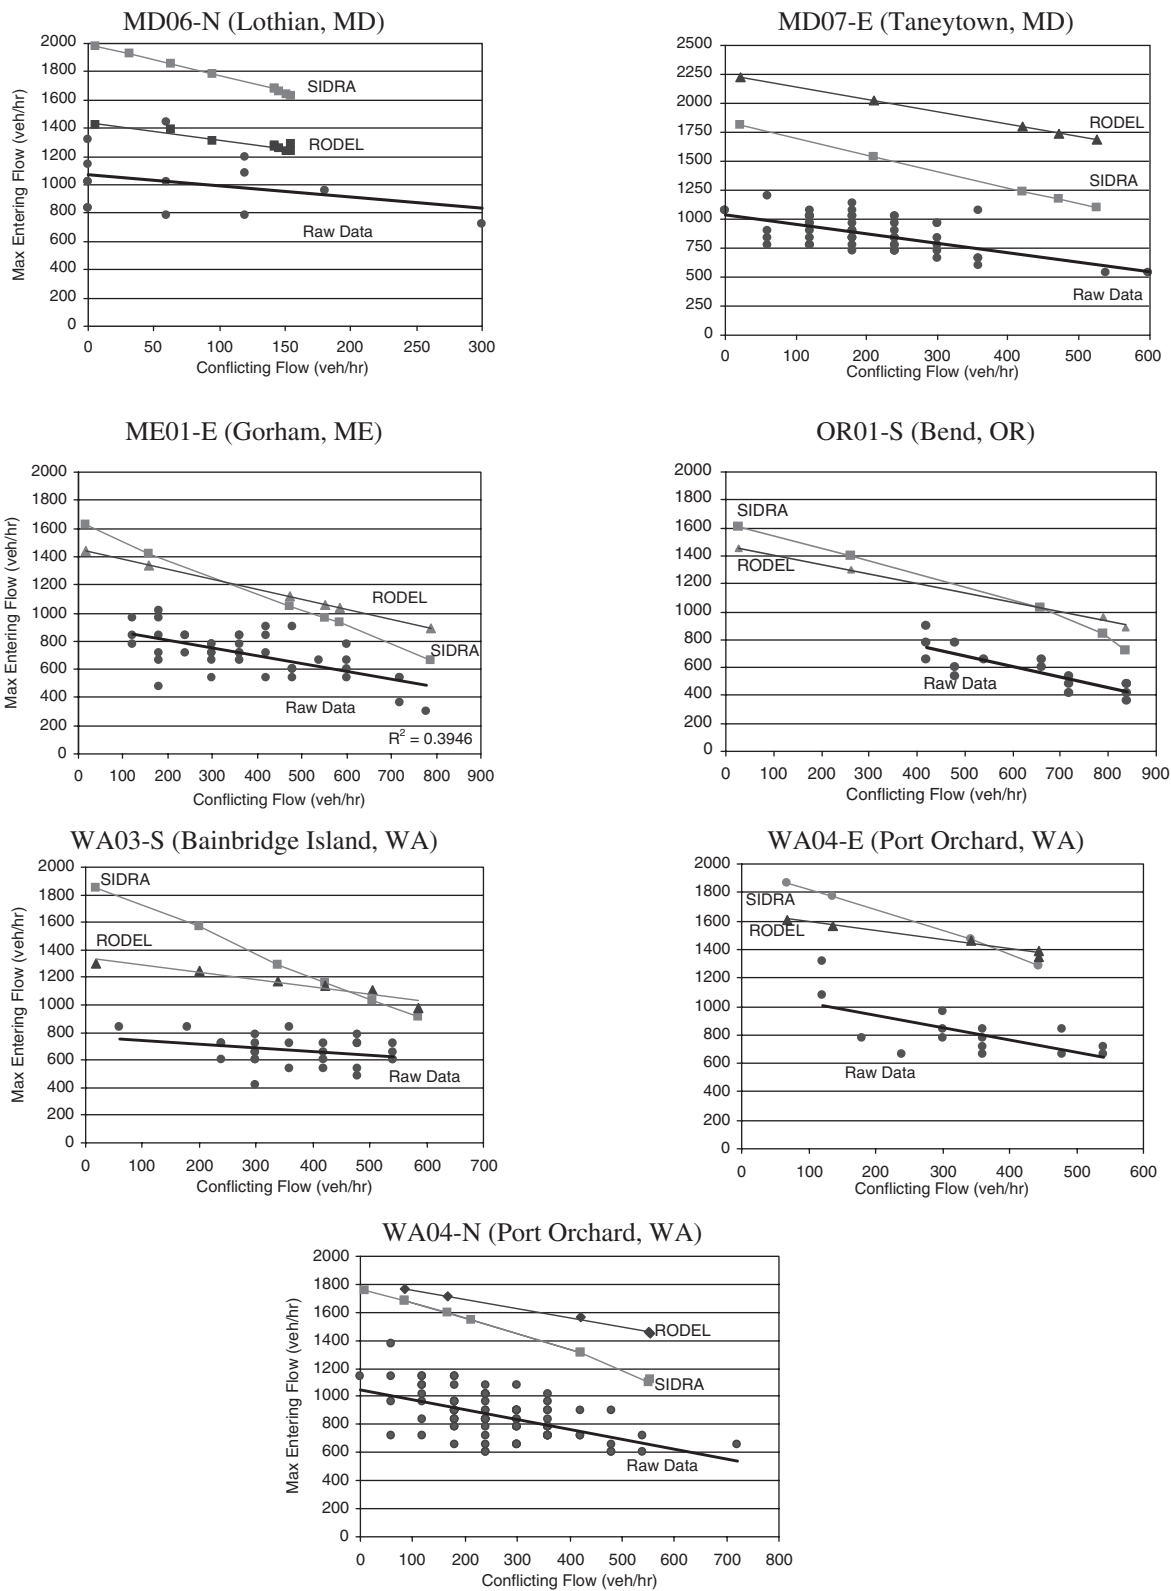 MD06-N (Lothian, MD)
Max Entering Flow (veh/hr)
2000
1800
1600
1400
1200
1000
800
600
400
200
0
SIDRA
RODEL
Raw Data
0 50 100 150 200 250 300
Conflicting Flow (veh/hr)
MD07-E (Taneytown, MD)
2500
2250
2000
1750
1500
1250
1000
750
500
250
0
RODEL
SIDRA
Raw Data
0 100 200 300 400 500 600
Conflicting Flow (veh/hr)
ME01-E (Gorham, ME)
Max Entering Flow (veh/hr)
2000
1800
1600
1400
1200
1000
800
600
400
200
0
RODEL
SIDRA
Raw Data
R² = 0.3946
0 100 200 300 400 500 600 700 800 900
Conflicting Flow (veh/hr)
OR01-S (Bend, OR)
2000
1800
1600
1400
1200
1000
800
600
400
200
0
SIDRA
RODEL
Raw Data
0 100 200 300 400 500 600 700 800 900
Conflicting Flow (veh/hr)
WA03-S (Bainbridge Island, WA)
Max Entering Flow (veh/hr)
2000
1800
1600
1400
1200
1000
800
600
400
200
0
SIDRA
RODEL
Raw Data
0 100 200 300 400 500 600 700
Conflicting Flow (veh/hr)
WA04-E (Port Orchard, WA)
2000
1800
1600
1400
1200
1000
800
600
400
200
0
SIDRA
RODEL
Raw Data
0 100 200 300 400 500 600
Conflicting Flow (veh/hr)
WA04-N (Port Orchard, WA)
Max Entering Flow (veh/hr)
2000
1800
1600
1400
1200
1000
800
600
400
200
0
RODEL
SIDRA
Raw Data
0 100 200 300 400 500 600 700 800
Conflicting Flow (veh/hr)